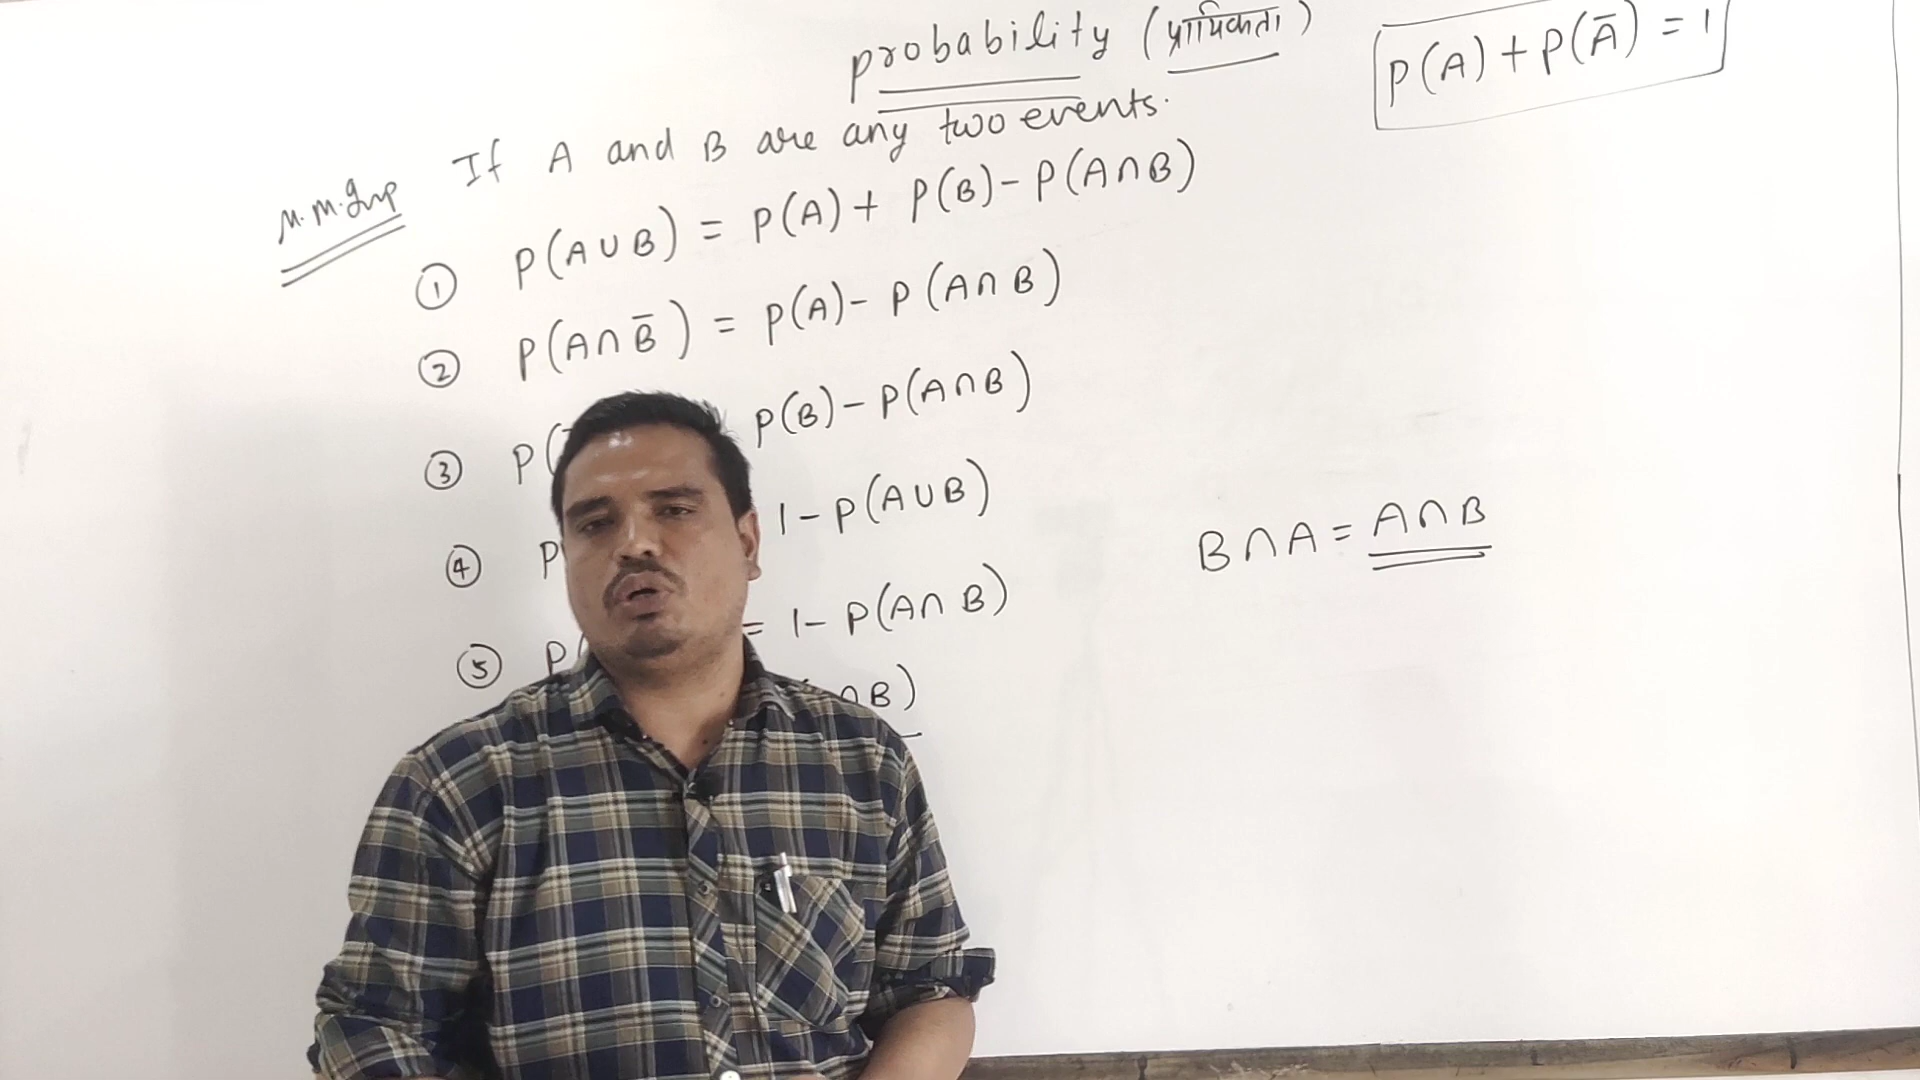 probability (प्रायिकता)
P(A) + P(Ā) = 1
M. M. Imp If A and B are any two events.
① P(A∪B) = P(A) + P(B) - P(A∩B)
② P(A∩B̄) = P(A) - P(A∩B)
③ P( P(B) - P(A∩B)
④ P 1 - P(A∪B)
B∩A = A∩B
⑤ P( = 1 - P(A∩B)
∩B)